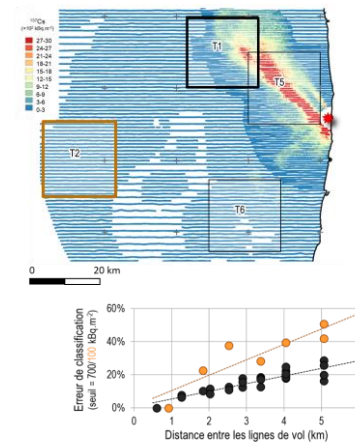 ¹³⁷Cs
(×10² kBq.m⁻²)
27-30
24-27
21-24
18-21
15-18
12-15
9-12
6-9
3-6
0-3
T1
T5
T2
T6
0 20 km
Erreur de classification
(seuil = 700/100 kBq.m⁻²)
60%
40%
20%
0%
0 1 2 3 4 5 6
Distance entre les lignes de vol (km)